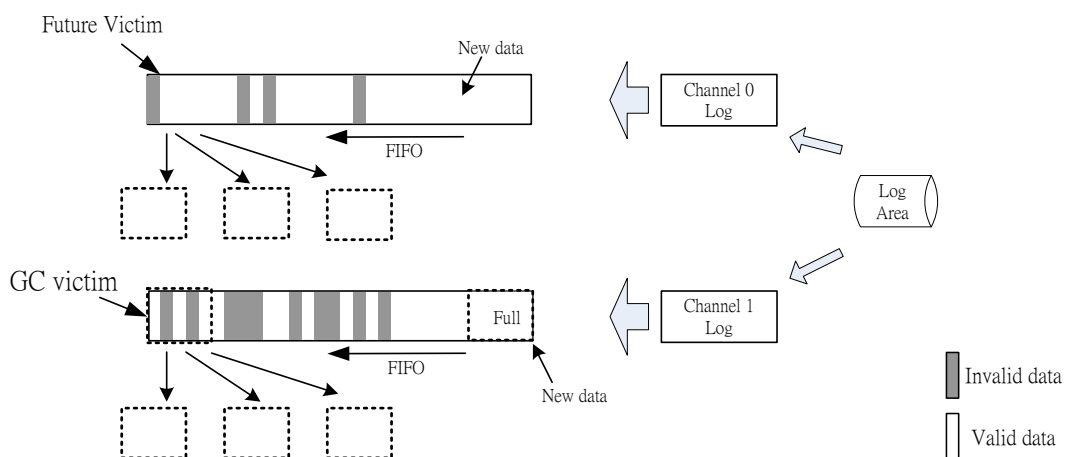 Future Victim
New data
Channel 0
Log
FIFO
Log
Area
GC victim
Channel 1
Log
Full
FIFO
New data
Invalid data
Valid data